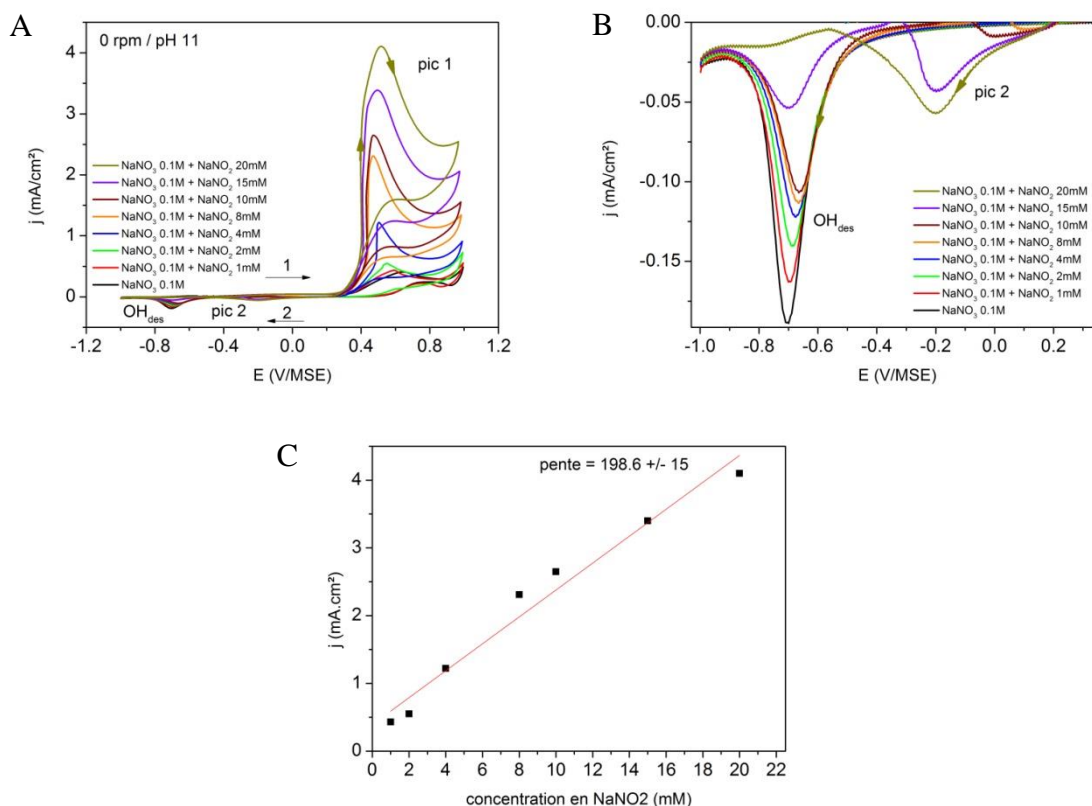 A
0 rpm / pH 11
pic 1
NaNO₃ 0.1M + NaNO₂ 20mM
NaNO₃ 0.1M + NaNO₂ 15mM
NaNO₃ 0.1M + NaNO₂ 10mM
NaNO₃ 0.1M + NaNO₂ 8mM
NaNO₃ 0.1M + NaNO₂ 4mM
NaNO₃ 0.1M + NaNO₂ 2mM
NaNO₃ 0.1M + NaNO₂ 1mM
NaNO₃ 0.1M
1
OH_des
pic 2
2
j (mA/cm²)
4
3
2
1
0
-1.2 -0.8 -0.4 0.0 0.4 0.8 1.2
E (V/MSE)
B
pic 2
OH_des
NaNO₃ 0.1M + NaNO₂ 20mM
NaNO₃ 0.1M + NaNO₂ 15mM
NaNO₃ 0.1M + NaNO₂ 10mM
NaNO₃ 0.1M + NaNO₂ 8mM
NaNO₃ 0.1M + NaNO₂ 4mM
NaNO₃ 0.1M + NaNO₂ 2mM
NaNO₃ 0.1M + NaNO₂ 1mM
NaNO₃ 0.1M
j (mA/cm²)
0.00
-0.05
-0.10
-0.15
-1.0 -0.8 -0.6 -0.4 -0.2 0.0 0.2
E (V/MSE)
C
pente = 198.6 +/- 15
j (mA.cm²)
4
3
2
1
0
0 2 4 6 8 10 12 14 16 18 20 22
concentration en NaNO2 (mM)